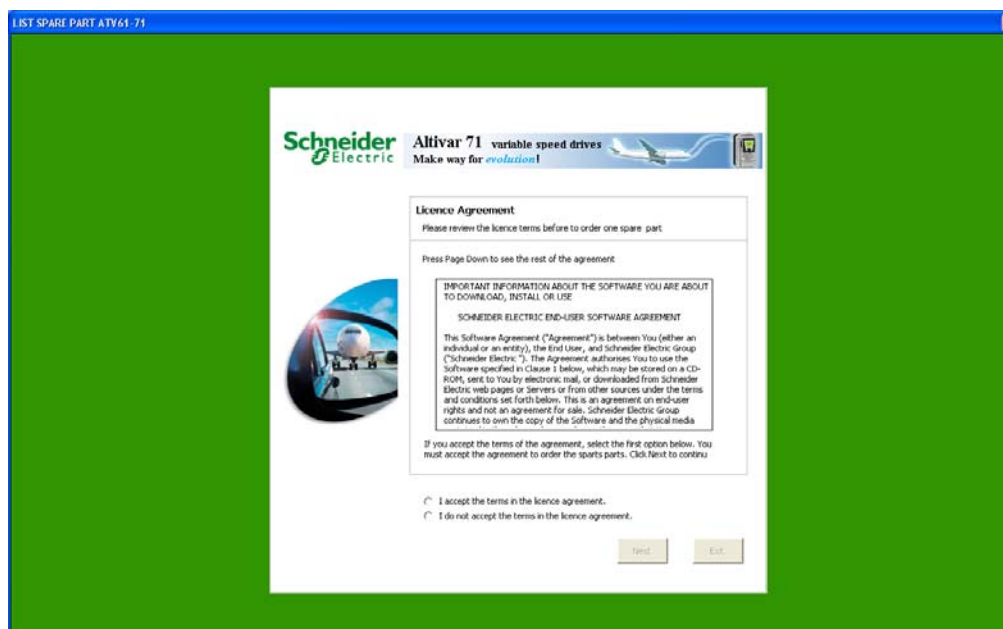 LIST SPARE PART ATV61-71
Schneider
Electric
Altivar 71 variable speed drives
Make way for evolution!
Licence Agreement
Please review the licence terms before to order one spare part
Press Page Down to see the rest of the agreement
IMPORTANT INFORMATION ABOUT THE SOFTWARE YOU ARE ABOUT
TO DOWNLOAD, INSTALL OR USE
SCHNEIDER ELECTRIC END-USER SOFTWARE AGREEMENT
This Software Agreement ("Agreement") is between You (either an
individual or an entity), the End User, and Schneider Electric Group
("Schneider Electric "). The Agreement authorises You to use the
Software specified in Clause 1 below, which may be stored on a CD-
ROM, sent to You by electronic mail, or downloaded from Schneider
Electric web pages or Servers or from other sources under the terms
and conditions set forth below. This is an agreement on end-user
rights and not an agreement for sale. Schneider Electric Group
continues to own the copy of the Software and the physical media
If you accept the terms of the agreement, select the first option below. You
must accept the agreement to order the sparts parts. Click Next to continu
I accept the terms in the licence agreement.
I do not accept the terms in the licence agreement.
Next Exit